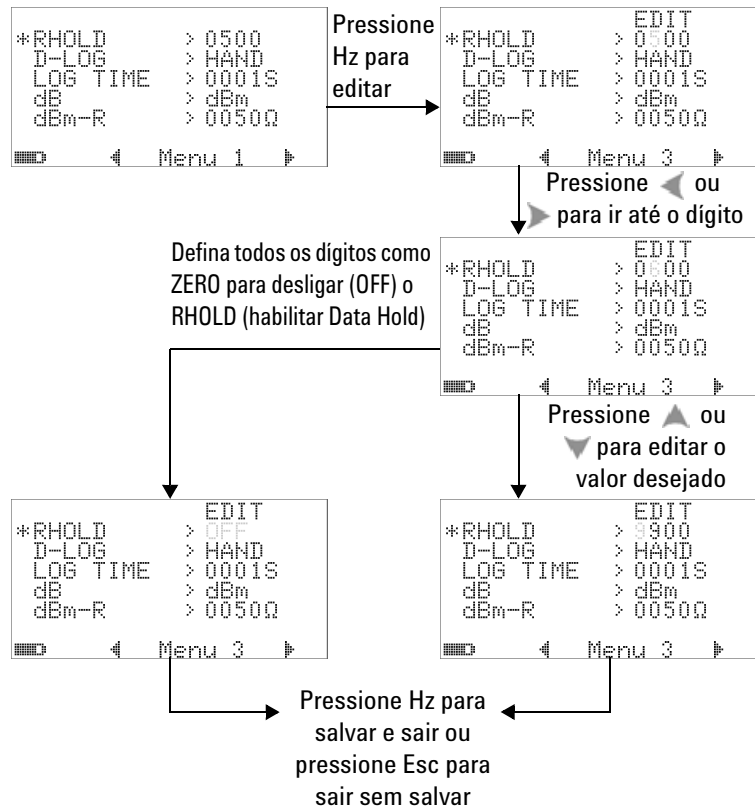 *RHOLD > 0500
D-LOG > HAND
LOG TIME > 0001S
dB > dBm
dBm-R > 0050Ω
Menu 1
Pressione
Hz para
editar
EDIT
*RHOLD > 0500
D-LOG > HAND
LOG TIME > 0001S
dB > dBm
dBm-R > 0050Ω
Menu 3
Pressione ou
para ir até o dígito
Defina todos os dígitos como
ZERO para desligar (OFF) o
RHOLD (habilitar Data Hold)
EDIT
*RHOLD > 0600
D-LOG > HAND
LOG TIME > 0001S
dB > dBm
dBm-R > 0050Ω
Menu 3
Pressione ou
para editar o
valor desejado
EDIT
*RHOLD > OFF
D-LOG > HAND
LOG TIME > 0001S
dB > dBm
dBm-R > 0050Ω
Menu 3
EDIT
*RHOLD > 9900
D-LOG > HAND
LOG TIME > 0001S
dB > dBm
dBm-R > 0050Ω
Menu 3
Pressione Hz para
salvar e sair ou
pressione Esc para
sair sem salvar